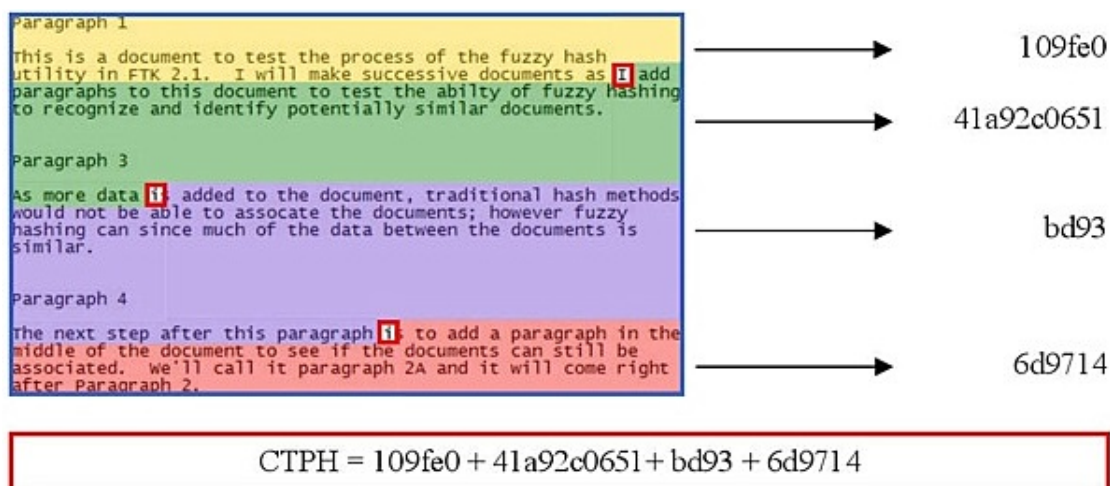 Paragraph 1
This is a document to test the process of the fuzzy hash
utility in FTK 2.1.  I will make successive documents as I add
paragraphs to this document to test the abilty of fuzzy hashing
to recognize and identify potentially similar documents.
Paragraph 3
As more data is added to the document, traditional hash methods
would not be able to assocate the documents; however fuzzy
hashing can since much of the data between the documents is
similar.
Paragraph 4
The next step after this paragraph is to add a paragraph in the
middle of the document to see if the documents can still be
associated.  We'll call it paragraph 2A and it will come right
after Paragraph 2.
109fe0
41a92c0651
bd93
6d9714
CTPH = 109fe0 + 41a92c0651+ bd93 + 6d9714